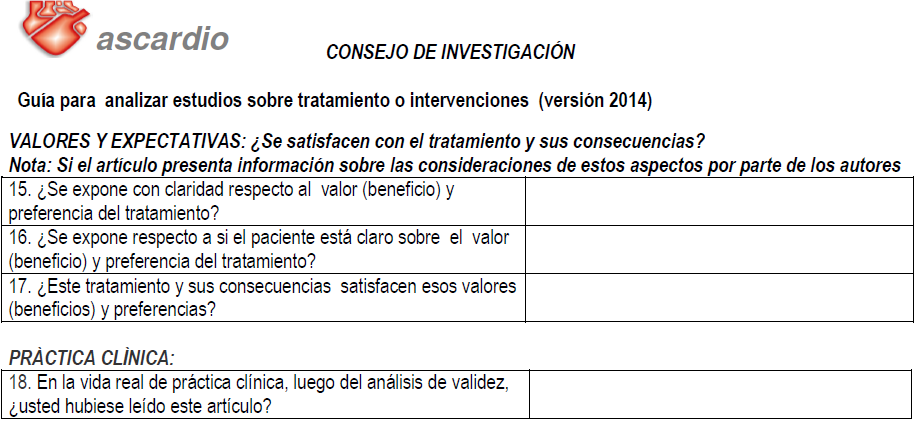 ascardio
CONSEJO DE INVESTIGACIÓN
Guía para analizar estudios sobre tratamiento o intervenciones (versión 2014)
VALORES Y EXPECTATIVAS: ¿Se satisfacen con el tratamiento y sus consecuencias?
Nota: Si el artículo presenta información sobre las consideraciones de estos aspectos por parte de los autores
15. ¿Se expone con claridad respecto al valor (beneficio) y
preferencia del tratamiento?
16. ¿Se expone respecto a si el paciente está claro sobre el valor
(beneficio) y preferencia del tratamiento?
17. ¿Este tratamiento y sus consecuencias satisfacen esos valores
(beneficios) y preferencias?
PRÀCTICA CLÌNICA:
18. En la vida real de práctica clínica, luego del análisis de validez,
¿usted hubiese leído este artículo?